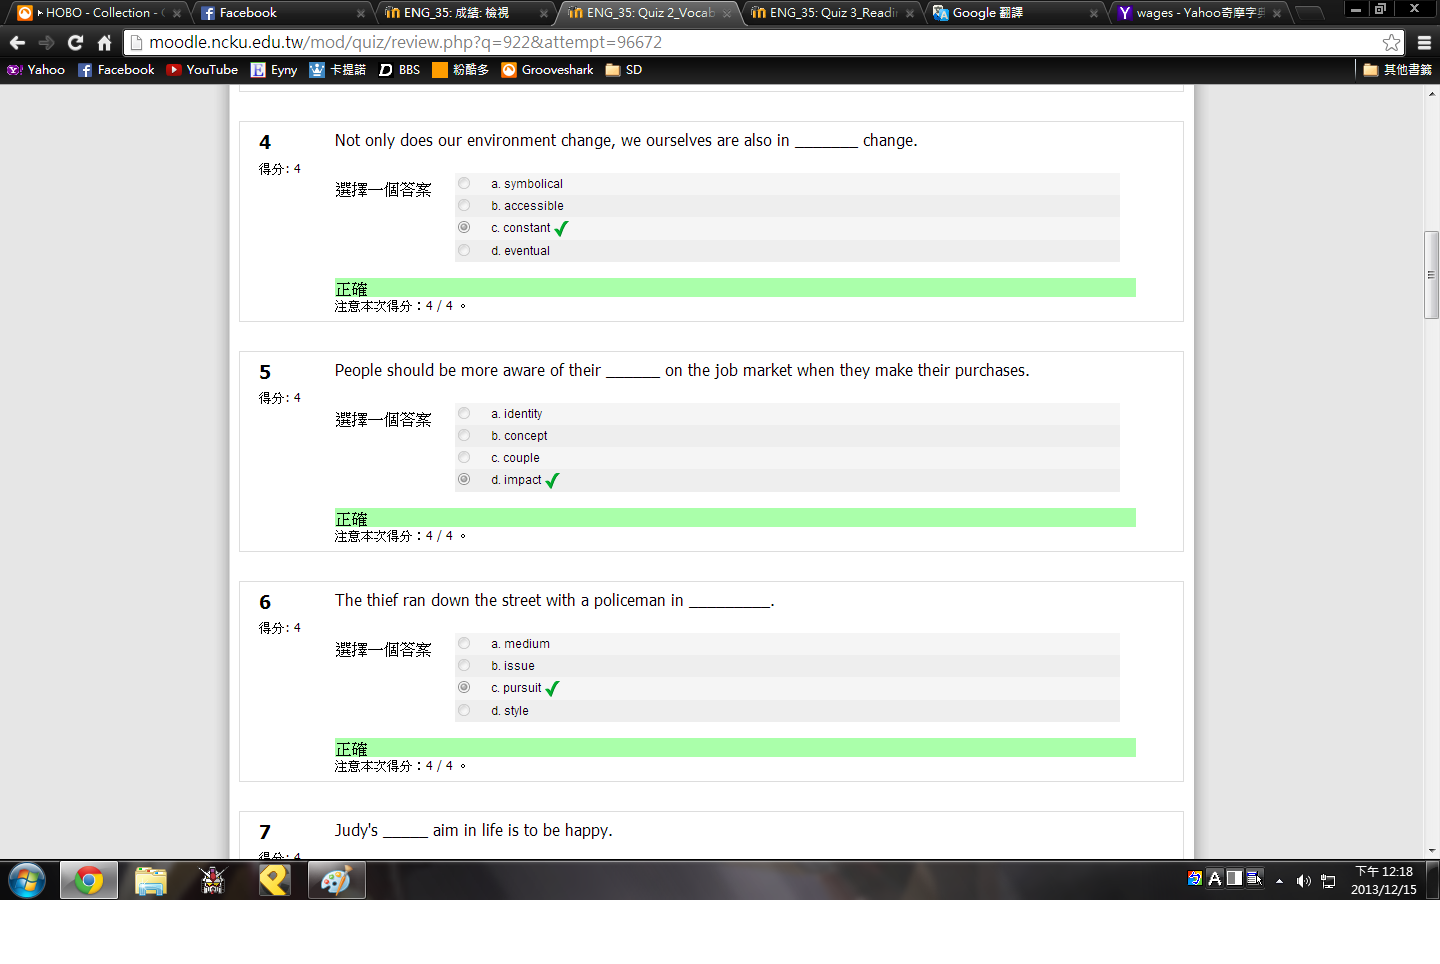 HOBO - Collection - 
Facebook
ENG_35: 成績: 檢視
ENG_35: Quiz 2_Vocab
ENG_35: Quiz 3_Readi
Google 翻譯
wages - Yahoo奇摩字典
moodle.ncku.edu.tw/mod/quiz/review.php?q=922&attempt=96672
Yahoo Facebook YouTube Eyny 卡提諾 BBS 粉酷多 Grooveshark SD 其他書籤
4 Not only does our environment change, we ourselves are also in ________ change.
得分: 4
選擇一個答案
a. symbolical
b. accessible
c. constant
d. eventual
正確
注意本次得分：4 / 4 。
5 People should be more aware of their _______ on the job market when they make their purchases.
得分: 4
選擇一個答案
a. identity
b. concept
c. couple
d. impact
正確
注意本次得分：4 / 4 。
6 The thief ran down the street with a policeman in __________.
得分: 4
選擇一個答案
a. medium
b. issue
c. pursuit
d. style
正確
注意本次得分：4 / 4 。
7 Judy's ______ aim in life is to be happy.
得分: 4
下午 12:18
2013/12/15